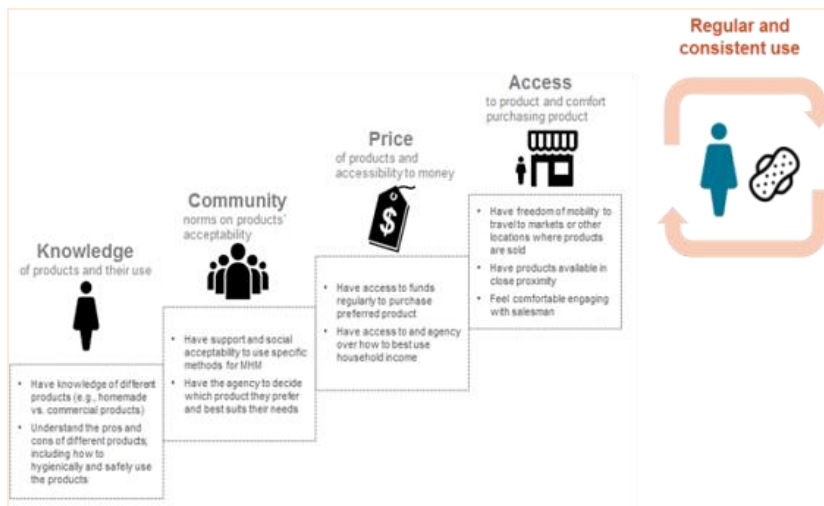 Regular and
consistent use
Access
to product and comfort
purchasing product
Price
of products and
accessibility to money
$
Community
norms on products'
acceptability
Knowledge
of products and their use
• Have freedom of mobility to
travel to markets or other
locations where products
are sold
• Have products available in
close proximity
• Feel comfortable engaging
with salesman
• Have access to funds
regularly to purchase
preferred product
• Have access to and agency
over how to best use
household income
• Have support and social
acceptability to use specific
methods for MHM
• Have the agency to decide
which product they prefer
and best suits their needs
• Have knowledge of different
products (e.g., homemade
vs. commercial products)
• Understand the pros and
cons of different products;
including how to
hygienically and safely use
the products